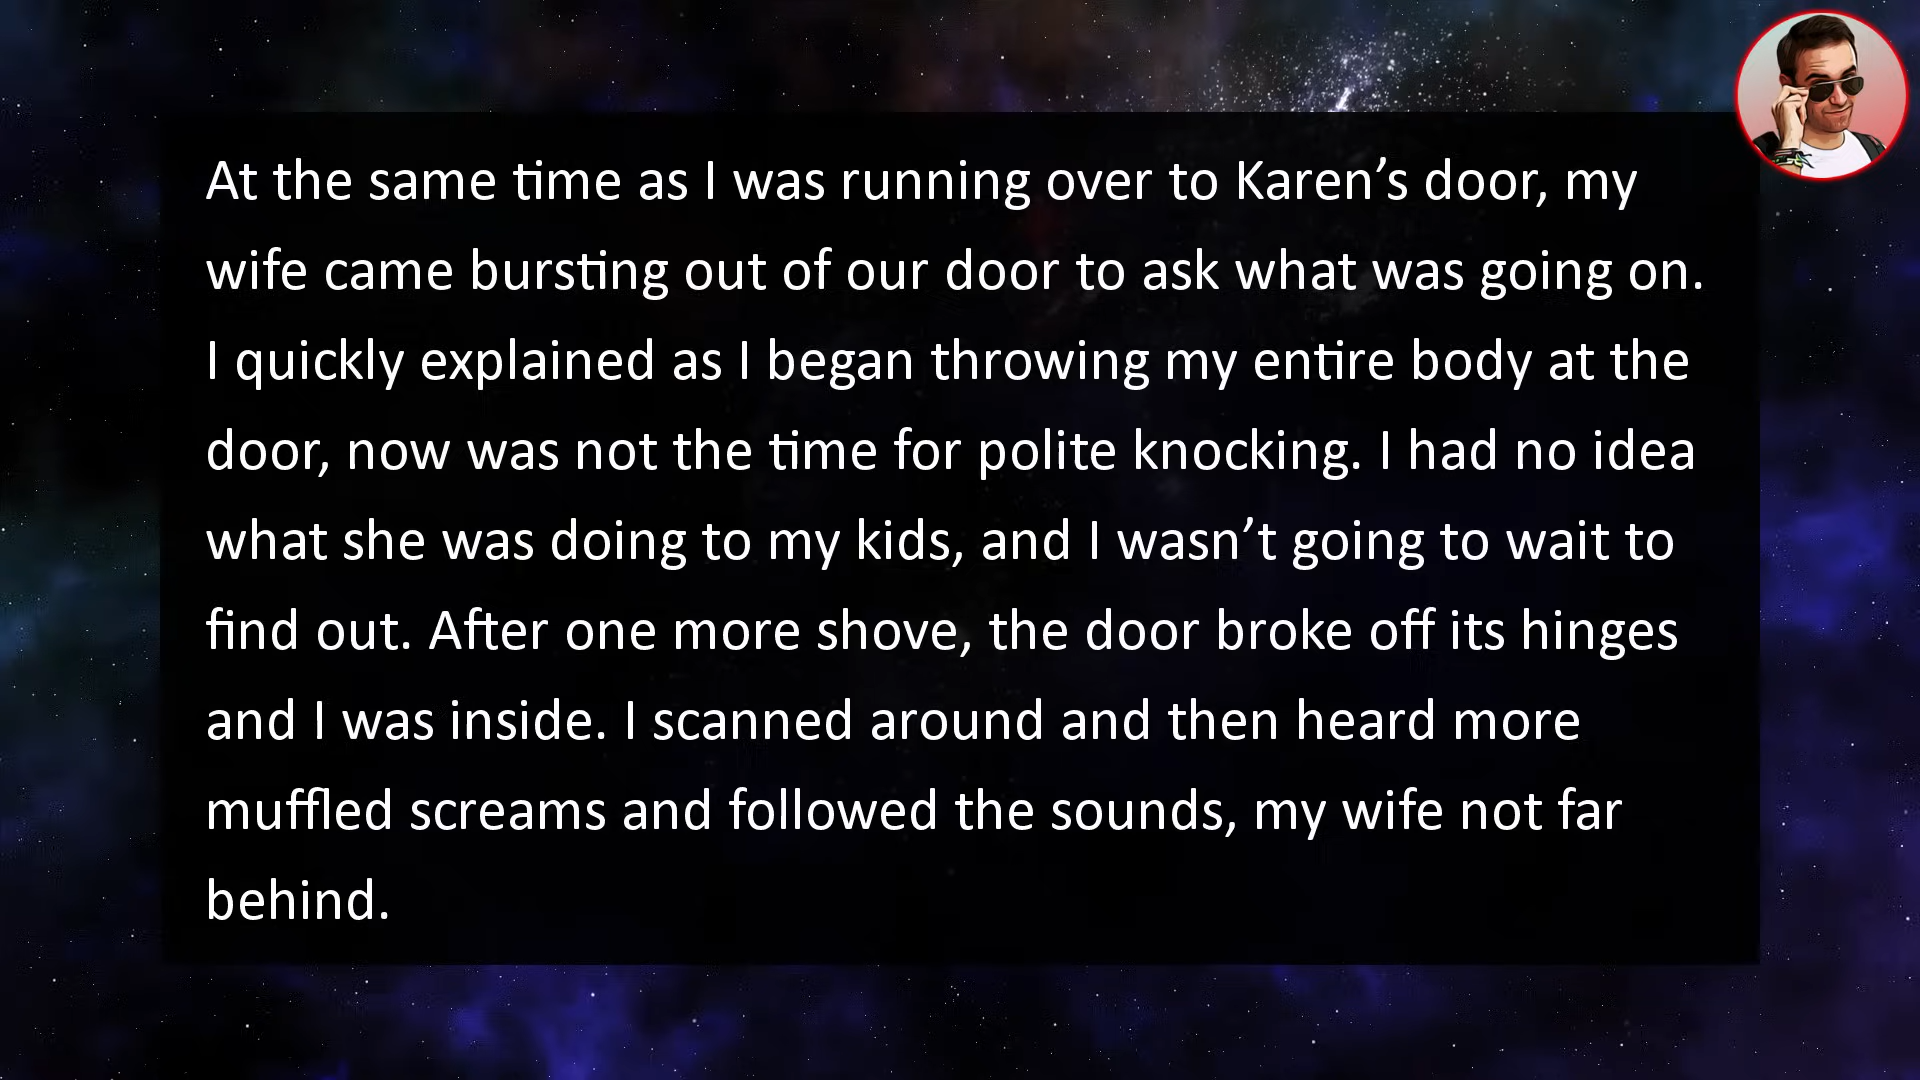 At the same time as I was running over to Karen’s door, my
wife came bursting out of our door to ask what was going on.
I quickly explained as I began throwing my entire body at the
door, now was not the time for polite knocking. I had no idea
what she was doing to my kids, and I wasn’t going to wait to
find out. After one more shove, the door broke off its hinges
and I was inside. I scanned around and then heard more
muffled screams and followed the sounds, my wife not far
behind.